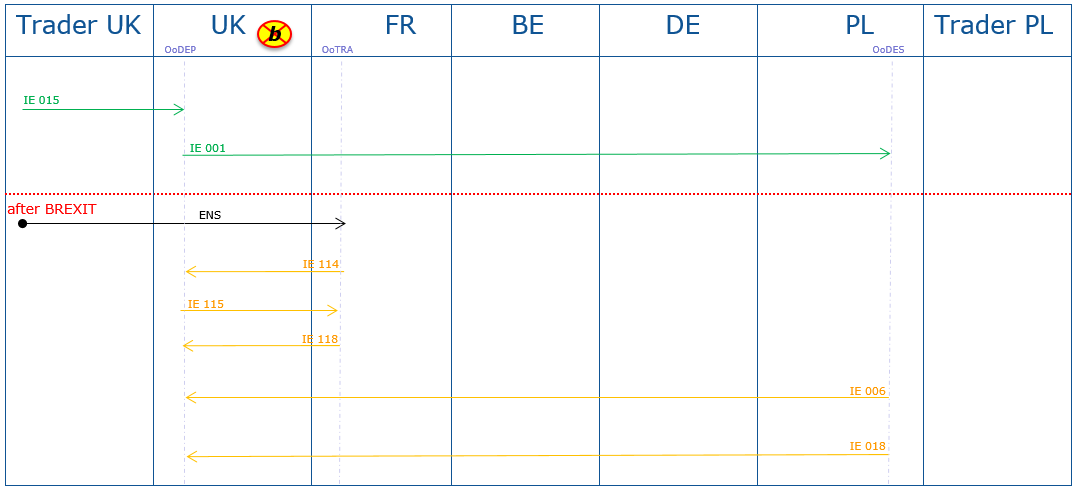 Trader UK
UK
b
FR
BE
DE
PL
Trader PL
OoDEP
OoTRA
OoDES
IE 015
IE 001
after BREXIT
ENS
IE 114
IE 115
IE 118
IE 006
IE 018